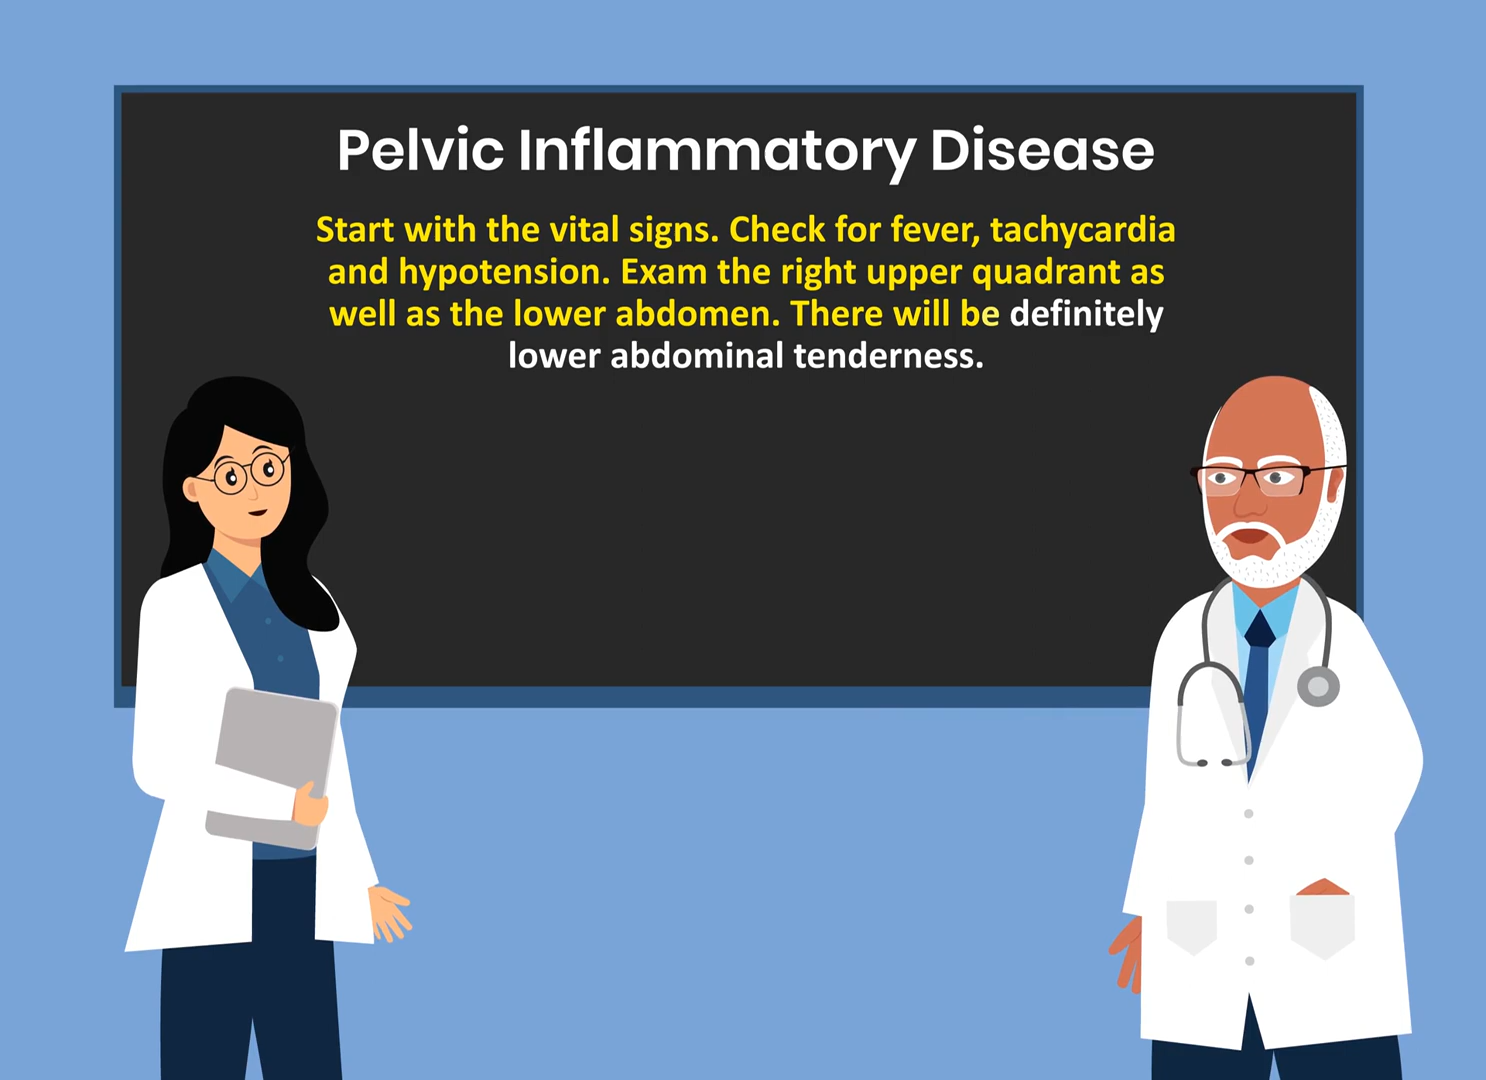 Pelvic Inflammatory Disease
Start with the vital signs. Check for fever, tachycardia
and hypotension. Exam the right upper quadrant as
well as the lower abdomen. There will be definitely
lower abdominal tenderness.